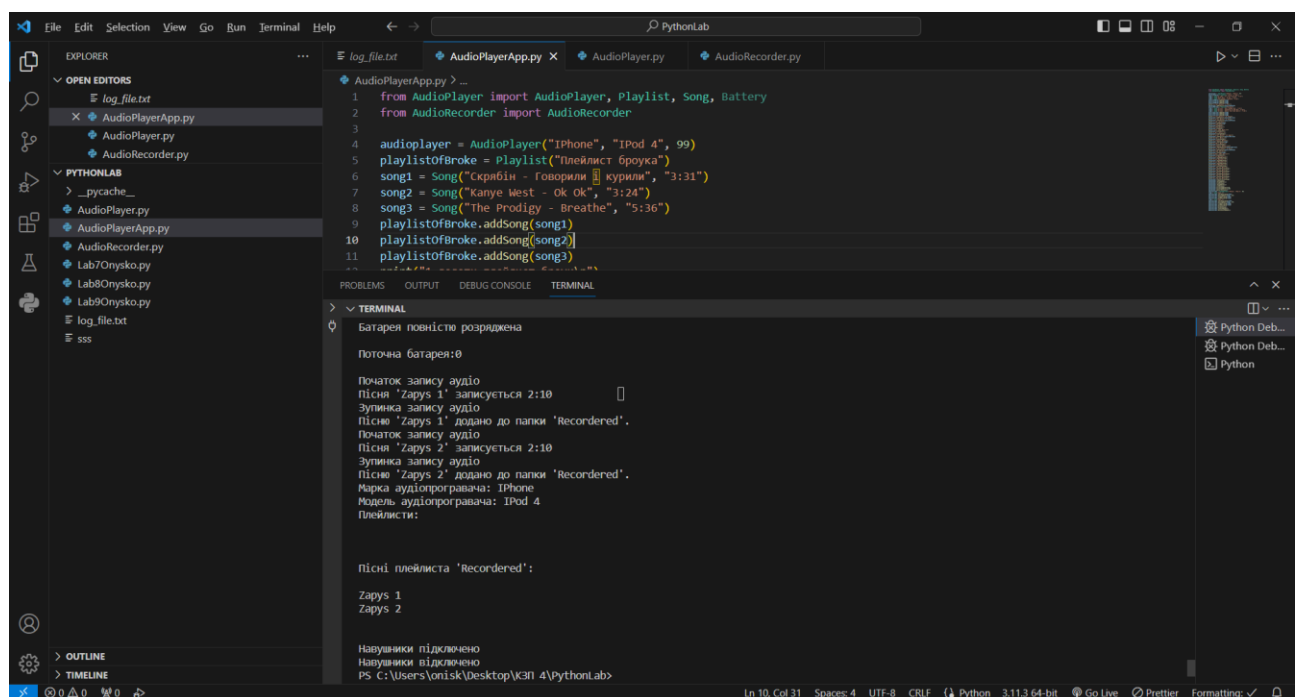 File Edit Selection View Go Run Terminal Help
PythonLab
EXPLORER
OPEN EDITORS
log_file.txt
AudioPlayerApp.py
AudioPlayer.py
AudioRecorder.py
PYTHONLAB
__pycache__
AudioPlayer.py
AudioPlayerApp.py
AudioRecorder.py
Lab7Onysko.py
Lab8Onysko.py
Lab9Onysko.py
log_file.txt
sss
OUTLINE
TIMELINE
log_file.txt AudioPlayerApp.py AudioPlayer.py AudioRecorder.py
AudioPlayerApp.py > ...
1 from AudioPlayer import AudioPlayer, Playlist, Song, Battery
2 from AudioRecorder import AudioRecorder
3
4 audioplayer = AudioPlayer("IPhone", "IPod 4", 99)
5 playlistOfBroke = Playlist("Плейлист броука")
6 song1 = Song("Скрябін - Говорили і курили", "3:31")
7 song2 = Song("Kanye West - Ok Ok", "3:24")
8 song3 = Song("The Prodigy - Breathe", "5:36")
9 playlistOfBroke.addSong(song1)
10 playlistOfBroke.addSong(song2)
11 playlistOfBroke.addSong(song3)
PROBLEMS OUTPUT DEBUG CONSOLE TERMINAL
TERMINAL
Батарея повністю розряджена
Поточна батарея:0
Початок запису аудіо
Пісня 'Zapys 1' записується 2:10
Зупинка запису аудіо
Пісню 'Zapys 1' додано до папки 'Recordered'.
Початок запису аудіо
Пісня 'Zapys 2' записується 2:10
Зупинка запису аудіо
Пісню 'Zapys 2' додано до папки 'Recordered'.
Марка аудіопрогравача: IPhone
Модель аудіопрогравача: IPod 4
Плейлисти:
Пісні плейлиста 'Recordered':
Zapys 1
Zapys 2
Навушники підключено
Навушники відключено
PS C:\Users\onisk\Desktop\КЗП 4\PythonLab>
Python Deb...
Python Deb...
Python
0 0 0 Ln 10, Col 31 Spaces: 4 UTF-8 CRLF Python 3.11.3 64-bit Go Live Prettier Formatting: